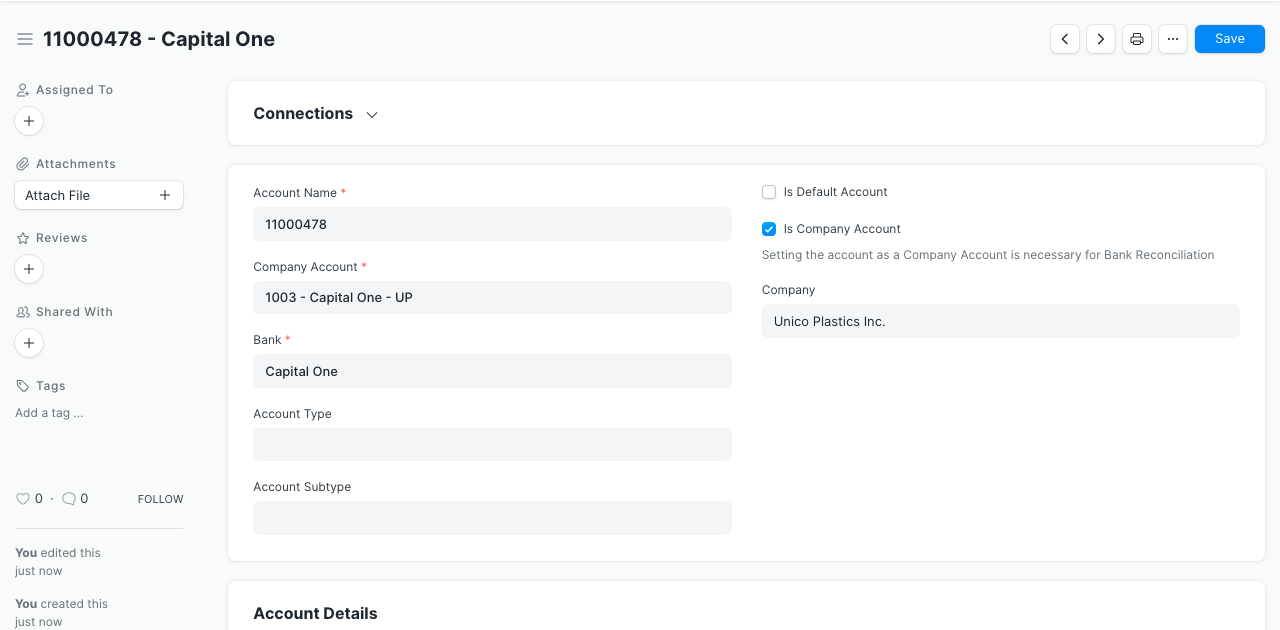 11000478 - Capital One
Save
Assigned To
Attachments
Attach File
Reviews
Shared With
Tags
Add a tag ...
0 · 0 FOLLOW
You edited this
just now
You created this
just now
Connections
Account Name *
11000478
Company Account *
1003 - Capital One - UP
Bank *
Capital One
Account Type
Account Subtype
Is Default Account
Is Company Account
Setting the account as a Company Account is necessary for Bank Reconciliation
Company
Unico Plastics Inc.
Account Details